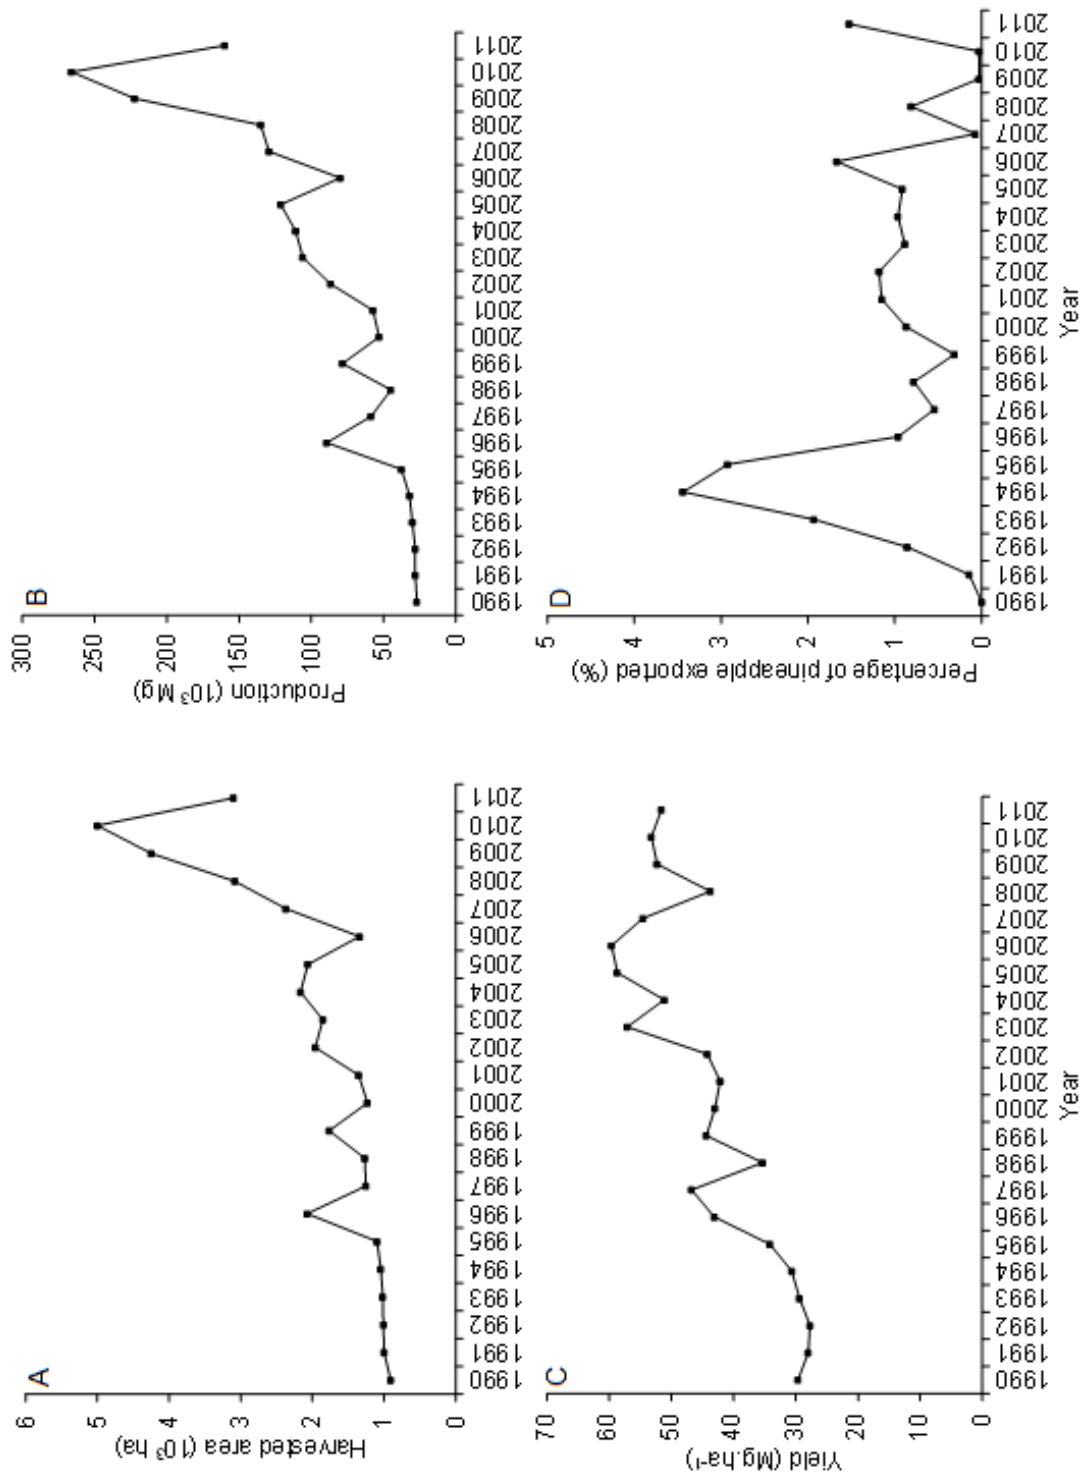 A
Harvested area (10³ ha)
6
5
4
3
2
1
0
1990 1991 1992 1993 1994 1995 1996 1997 1998 1999 2000 2001 2002 2003 2004 2005 2006 2007 2008 2009 2010 2011
B
Production (10³ Mg)
300
250
200
150
100
50
0
1990 1991 1992 1993 1994 1995 1996 1997 1998 1999 2000 2001 2002 2003 2004 2005 2006 2007 2008 2009 2010 2011
C
Yield (Mg.ha⁻¹)
70
60
50
40
30
20
10
0
1990 1991 1992 1993 1994 1995 1996 1997 1998 1999 2000 2001 2002 2003 2004 2005 2006 2007 2008 2009 2010 2011
Year
D
Percentage of pineapple exported (%)
5
4
3
2
1
0
1990 1991 1992 1993 1994 1995 1996 1997 1998 1999 2000 2001 2002 2003 2004 2005 2006 2007 2008 2009 2010 2011
Year